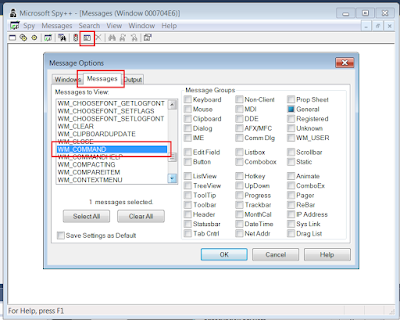 Microsoft Spy++ - [Messages (Window 000704E6)]
Spy Messages Search View Window Help
Message Options
Windows Messages Output
Messages to View:
WM_CHOOSEFONT_GETLOGFONT
WM_CHOOSEFONT_SETFLAGS
WM_CHOOSEFONT_SETLOGFONT
WM_CLEAR
WM_CLIPBOARDUPDATE
WM_CLOSE
WM_COMMAND
WM_COMMANDHELP
WM_COMPACTING
WM_COMPAREITEM
WM_CONTEXTMENU
1 messages selected.
Select All Clear All
Save Settings as Default
Message Groups
Keyboard Non-Client Prop Sheet
Mouse MDI General
Clipboard DDE Registered
Dialog AFX/MFC Unknown
IME Comm Dlg WM_USER
Edit Field Listbox Scrollbar
Button Combobox Static
ListView Hotkey Animate
TreeView UpDown ComboEx
ToolTip Progress Pager
Toolbar Trackbar ReBar
Header MonthCal IP Address
Statusbar DateTime Sys Link
Tab Cntrl Net Addr Drag List
OK Cancel Help
For Help, press F1